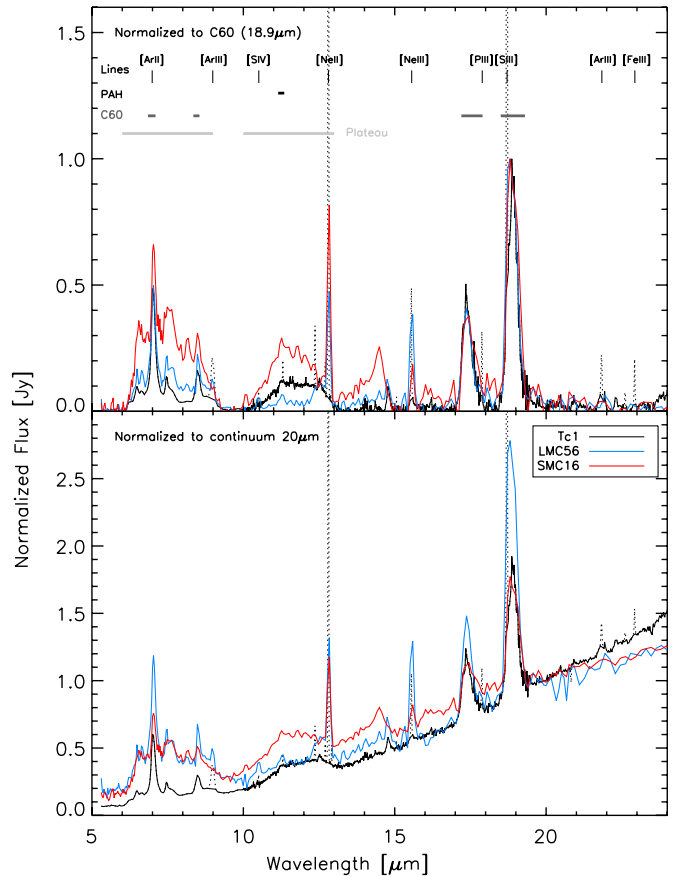 Normalized to C60 (18.9μm)
Lines [ArII] [ArIII] [SIV] [NeII] [NeIII] [PIII] [SIII] [ArIII] [FeIII]
PAH
C60
Plateau
1.5
1.0
0.5
0.0
Normalized to continuum 20μm
Tc1
LMC56
SMC16
2.5
2.0
1.5
1.0
0.5
0.0
5 10 15 20
Wavelength [μm]
Normalized Flux [Jy]